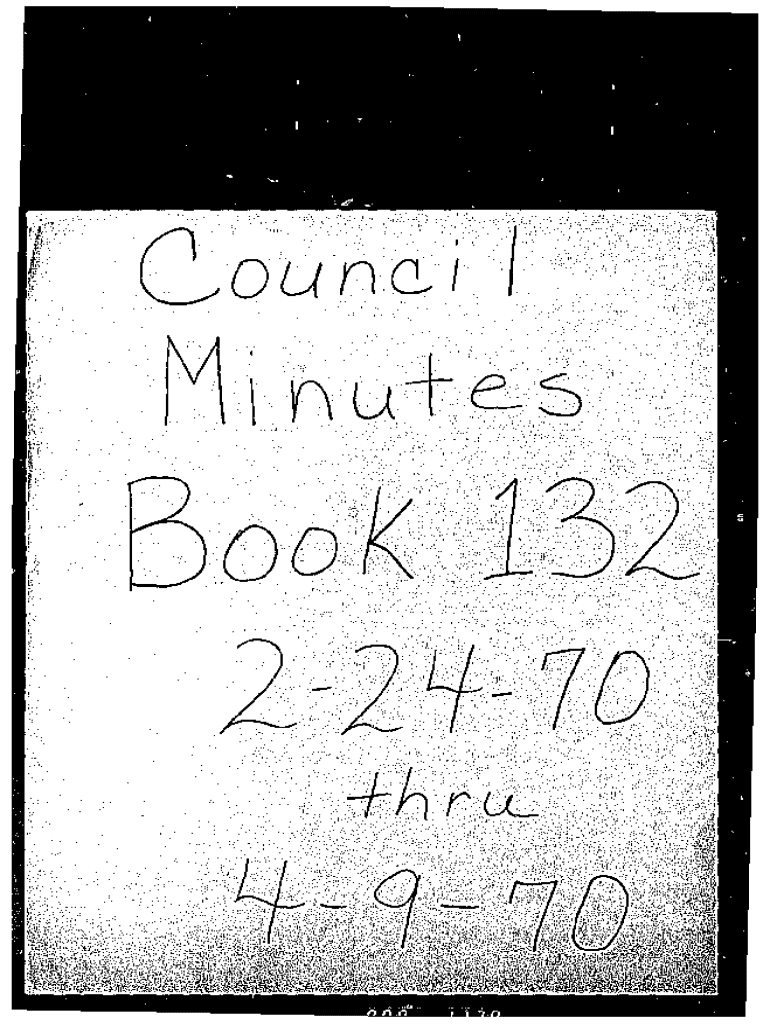 Council
Minutes
Book 132
2-24-70
thru
4-9-70